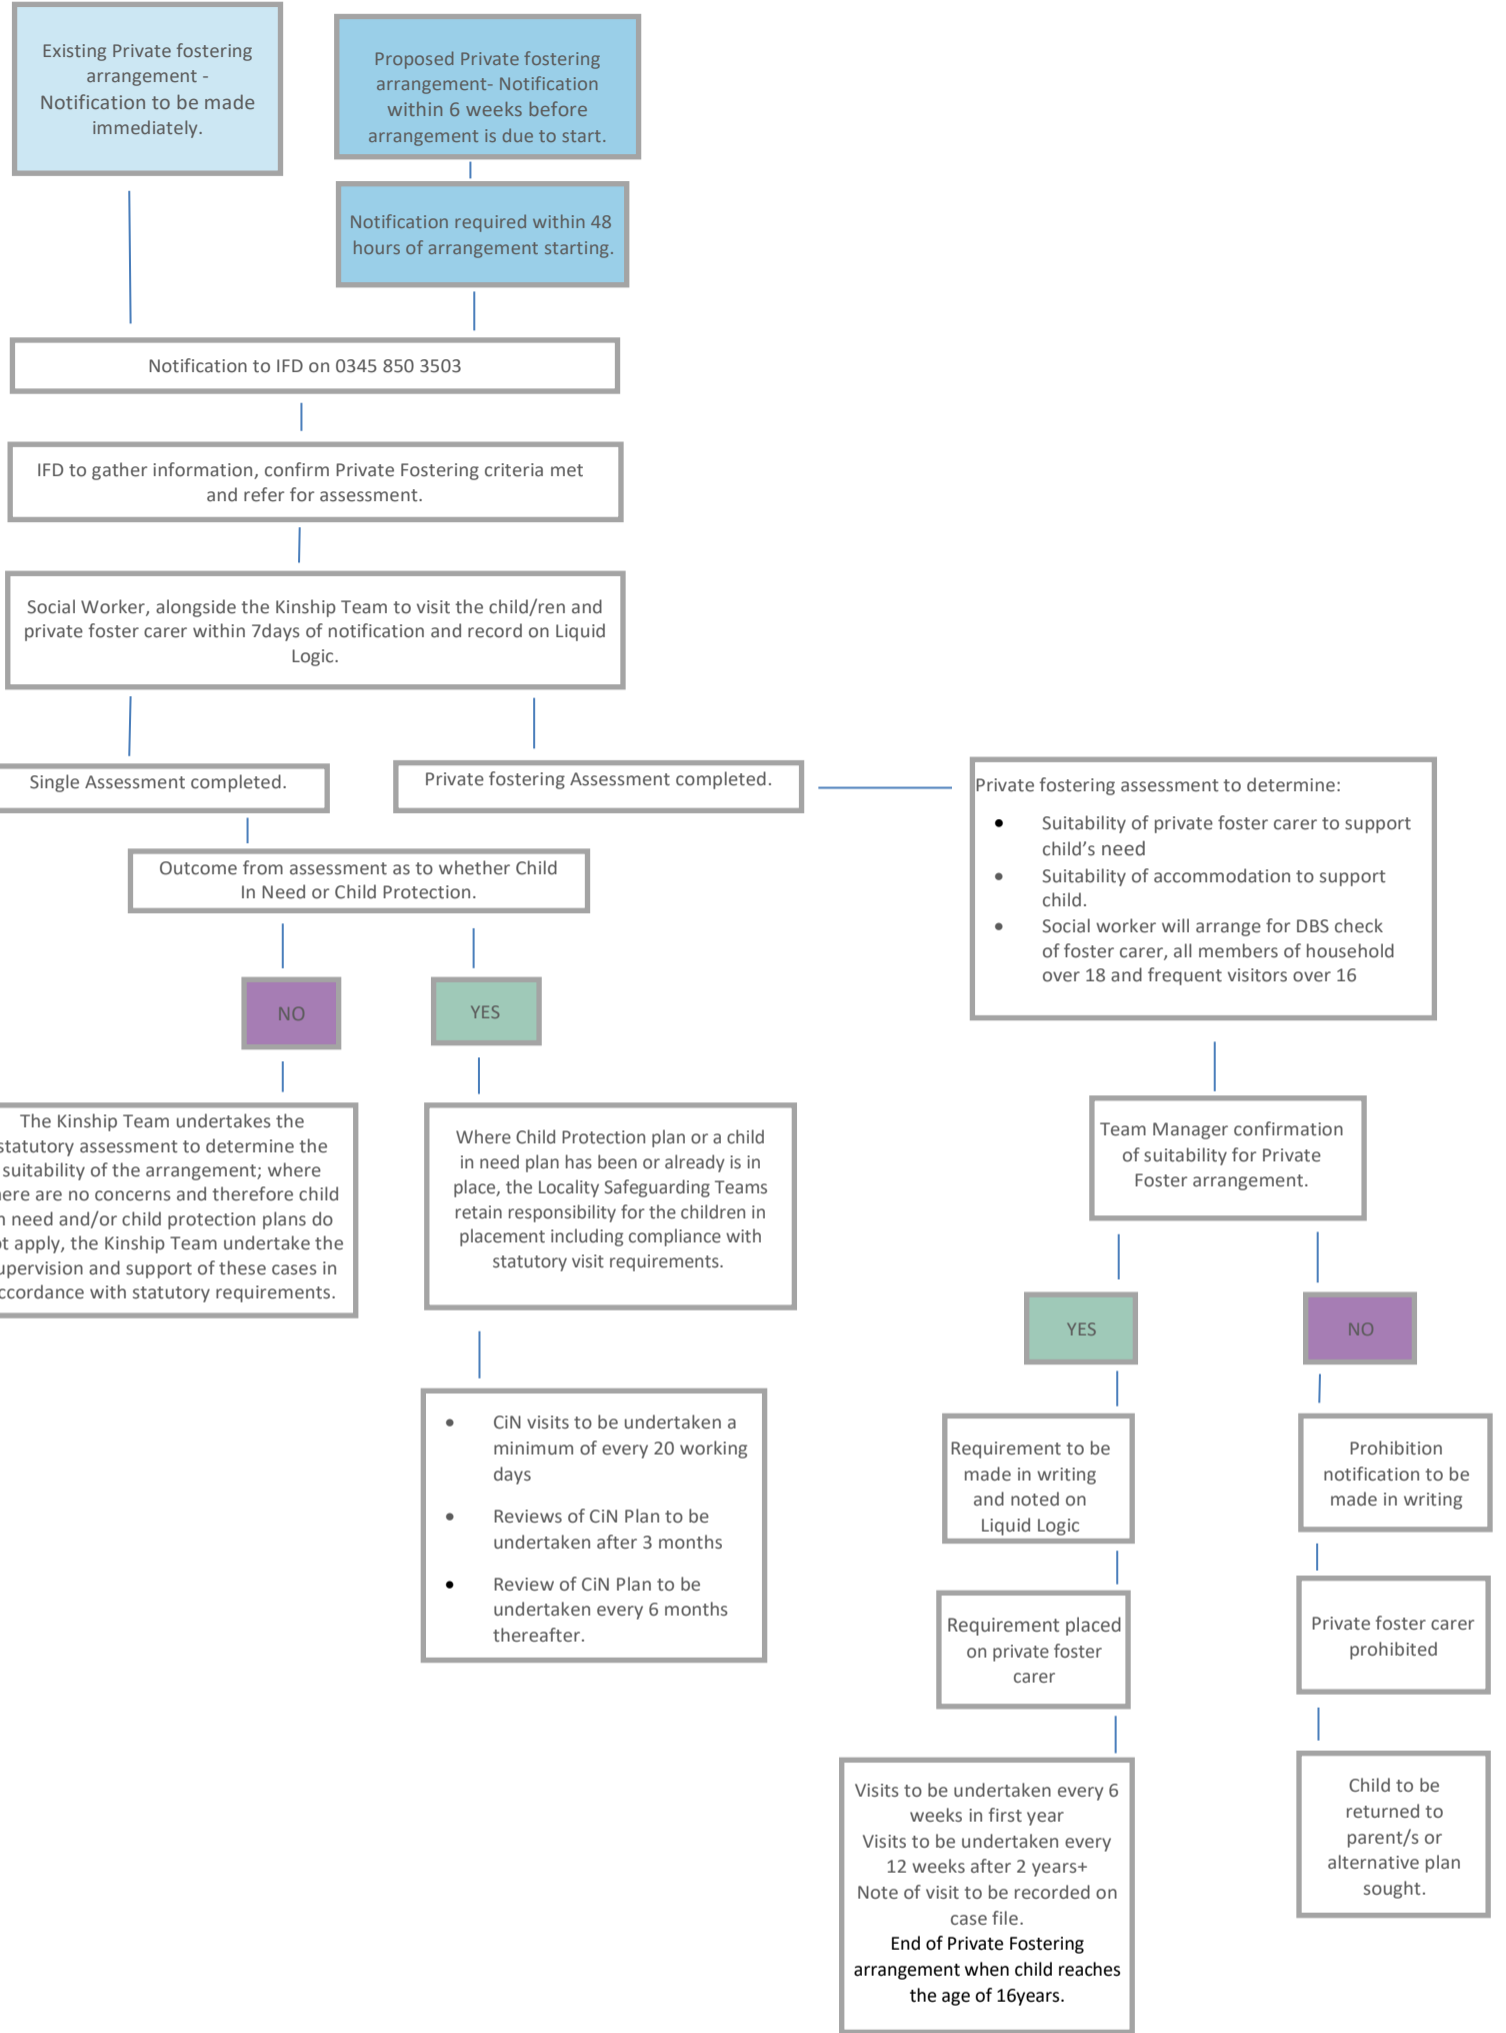 Existing Private fostering
arrangement -
Notification to be made
immediately.
Proposed Private fostering
arrangement- Notification
within 6 weeks before
arrangement is due to start.
Notification required within 48
hours of arrangement starting.
Notification to IFD on 0345 850 3503
IFD to gather information, confirm Private Fostering criteria met
and refer for assessment.
Social Worker, alongside the Kinship Team to visit the child/ren and
private foster carer within 7days of notification and record on Liquid
Logic.
Single Assessment completed.
Private fostering Assessment completed.
Private fostering assessment to determine:
• Suitability of private foster carer to support
child's need
• Suitability of accommodation to support
child.
• Social worker will arrange for DBS check
of foster carer, all members of household
over 18 and frequent visitors over 16
Outcome from assessment as to whether Child
In Need or Child Protection.
NO
YES
The Kinship Team undertakes the
statutory assessment to determine the
suitability of the arrangement; where
there are no concerns and therefore child
in need and/or child protection plans do
not apply, the Kinship Team undertake the
supervision and support of these cases in
accordance with statutory requirements.
Where Child Protection plan or a child
in need plan has been or already is in
place, the Locality Safeguarding Teams
retain responsibility for the children in
placement including compliance with
statutory visit requirements.
• CiN visits to be undertaken a
minimum of every 20 working
days
• Reviews of CiN Plan to be
undertaken after 3 months
• Review of CiN Plan to be
undertaken every 6 months
thereafter.
Team Manager confirmation
of suitability for Private
Foster arrangement.
YES
NO
Requirement to be
made in writing
and noted on
Liquid Logic
Requirement placed
on private foster
carer
Visits to be undertaken every 6
weeks in first year
Visits to be undertaken every
12 weeks after 2 years+
Note of visit to be recorded on
case file.
End of Private Fostering
arrangement when child reaches
the age of 16years.
Prohibition
notification to be
made in writing
Private foster carer
prohibited
Child to be
returned to
parent/s or
alternative plan
sought.